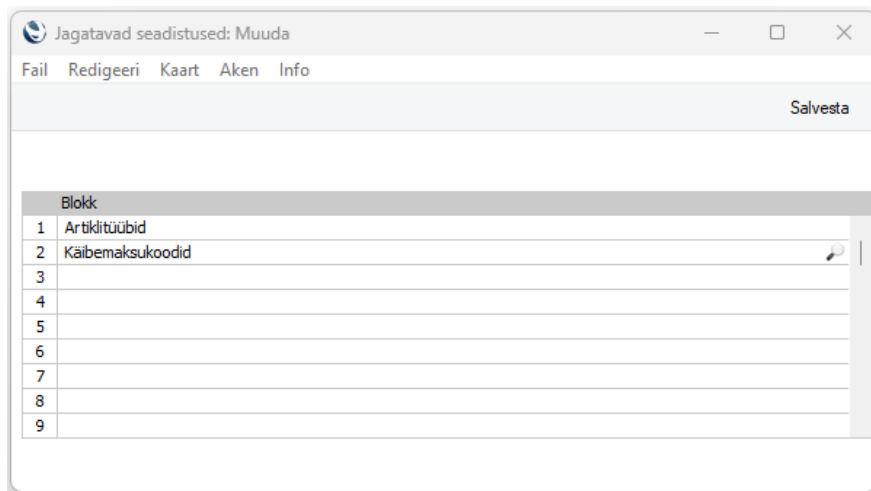 Jagatavad seadistused: Muuda
Fail Redigeeri Kaart Aken Info
Salvesta
Blokk
1 Artiklitüübid
2 Käibemaksukoodid
3
4
5
6
7
8
9